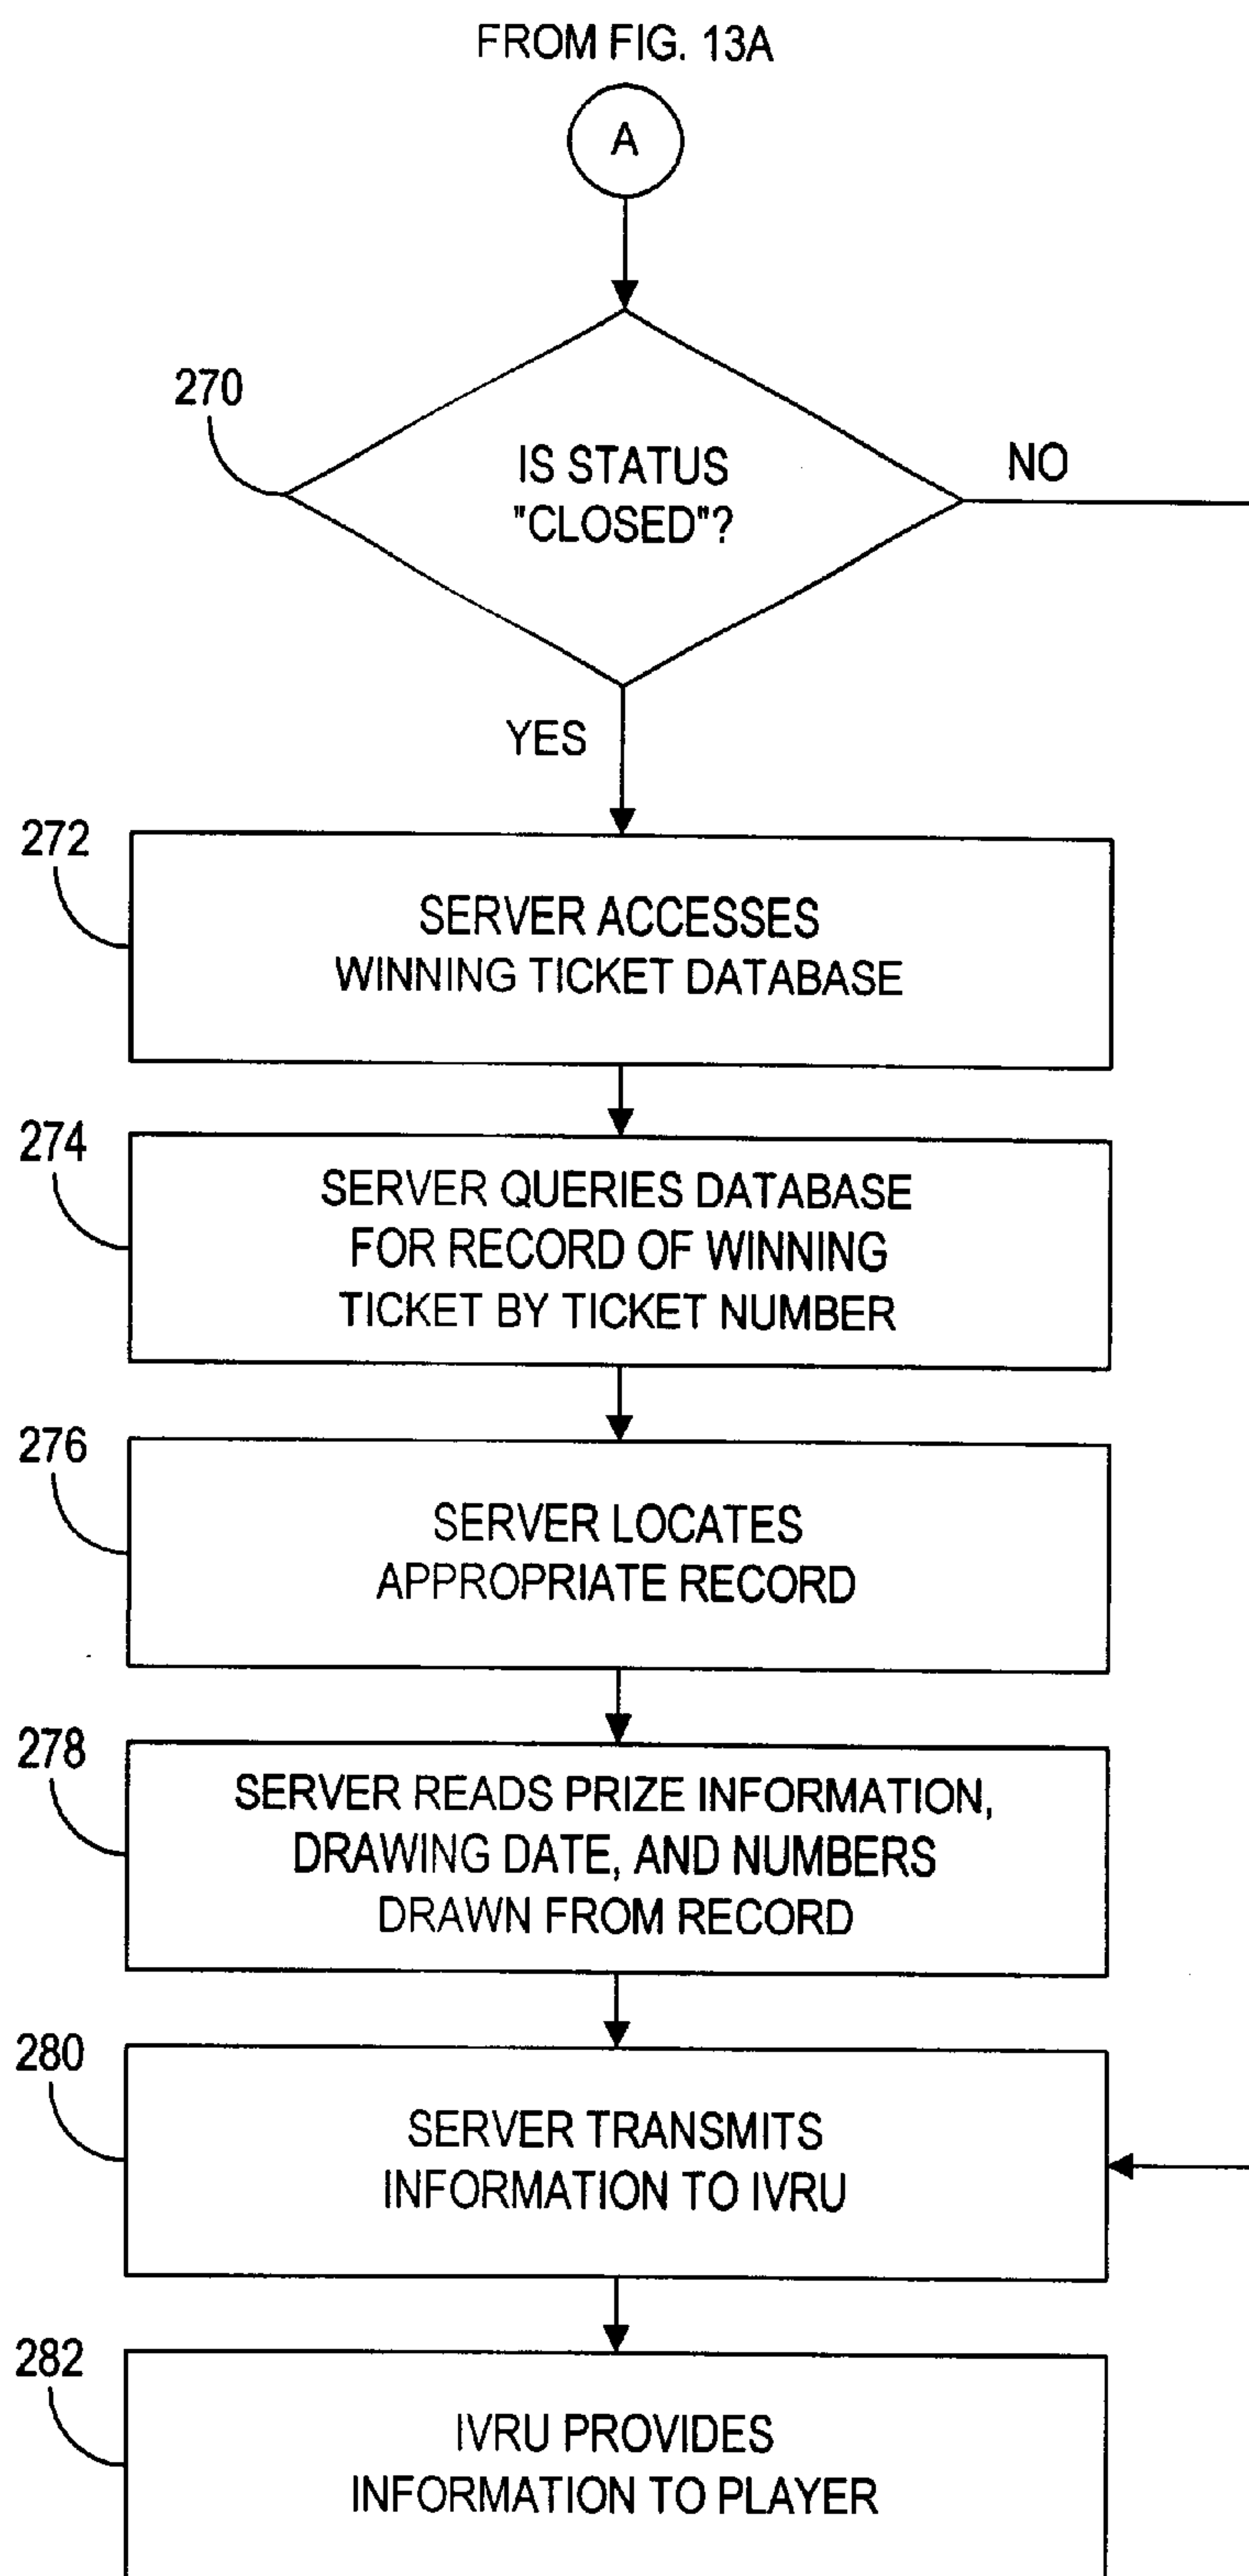 FROM FIG. 13A
A
270
IS STATUS
"CLOSED"?
NO
YES
272
SERVER ACCESSES
WINNING TICKET DATABASE
274
SERVER QUERIES DATABASE
FOR RECORD OF WINNING
TICKET BY TICKET NUMBER
276
SERVER LOCATES
APPROPRIATE RECORD
278
SERVER READS PRIZE INFORMATION,
DRAWING DATE, AND NUMBERS
DRAWN FROM RECORD
280
SERVER TRANSMITS
INFORMATION TO IVRU
282
IVRU PROVIDES
INFORMATION TO PLAYER